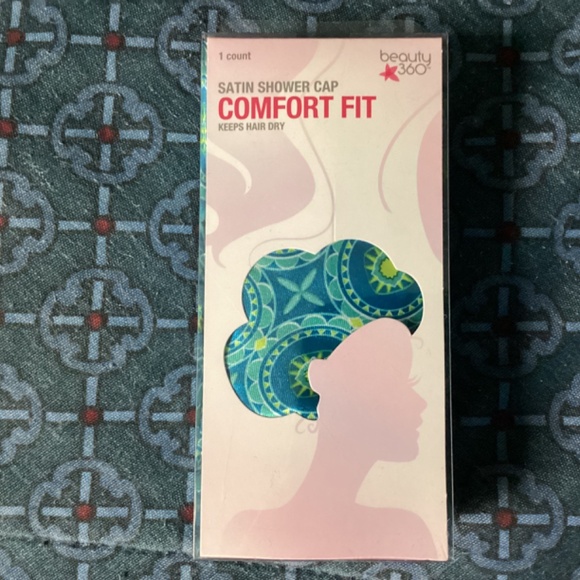 1 count
beauty
360
SATIN SHOWER CAP
COMFORT FIT
KEEPS HAIR DRY